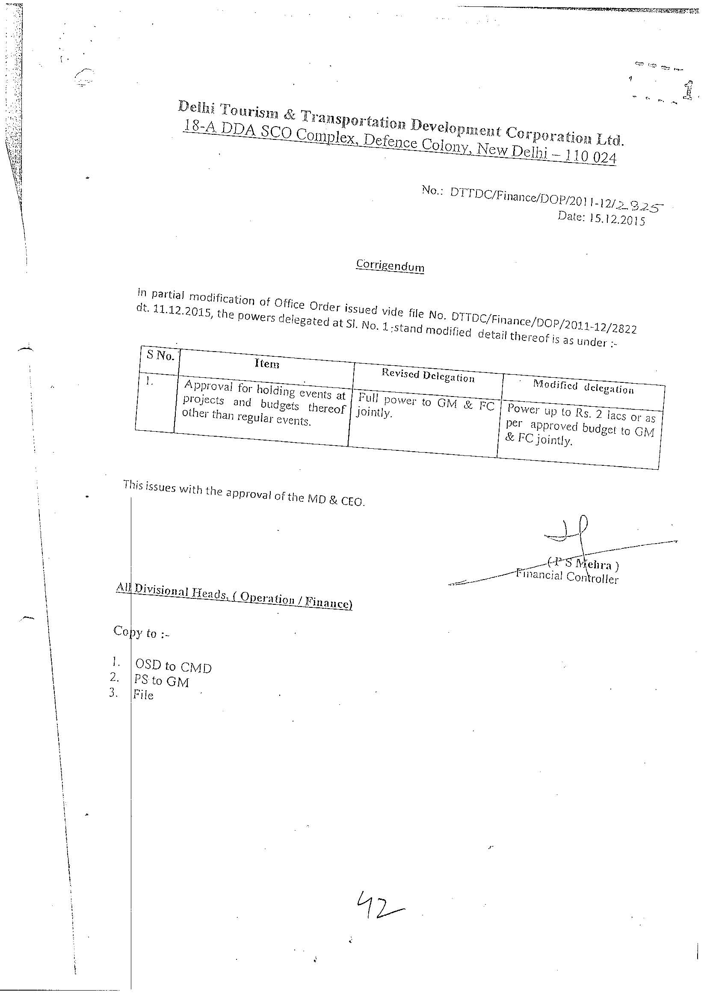 1
Delhi Tourism & Transportation Development Corporation Ltd.
18-A DDA SCO Complex, Defence Colony, New Delhi – 110 024
No.: DTTDC/Finance/DOP/2011-12/2825
Date: 15.12.2015
Corrigendum
In partial modification of Office Order issued vide file No. DTTDC/Finance/DOP/2011-12/2822
dt. 11.12.2015, the powers delegated at Sl. No. 1 stand modified detail thereof is as under :-
S No. Item Revised Delegation Modified delegation
1. Approval for holding events at projects and budgets thereof other than regular events.
Full power to GM & FC jointly.
Power up to Rs. 2 lacs or as per approved budget to GM & FC jointly.
This issues with the approval of the MD & CEO.
( P S Mehra )
Financial Controller
All Divisional Heads, ( Operation / Finance)
Copy to :-
1. OSD to CMD
2. PS to GM
3. File
42